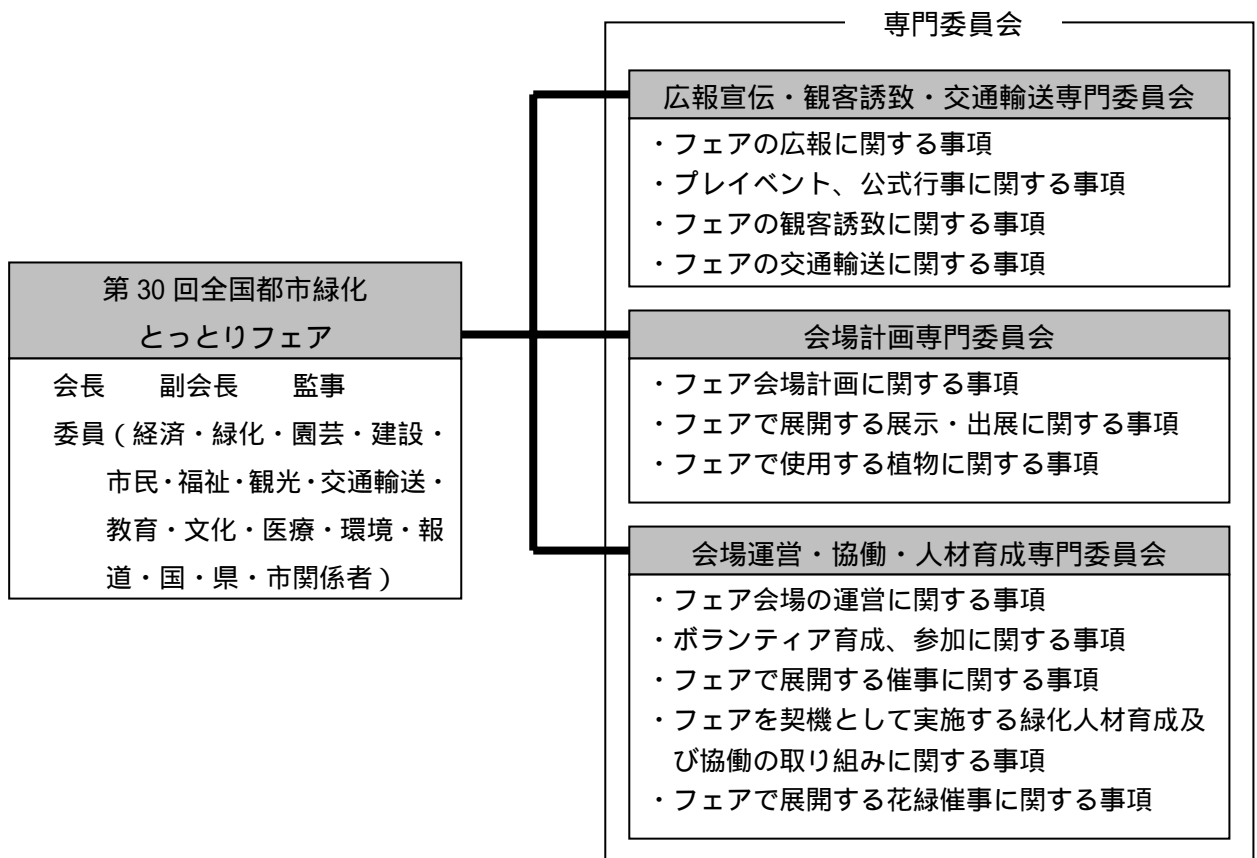 専門委員会
広報宣伝・観客誘致・交通輸送専門委員会
・フェアの広報に関する事項
・プレイベント、公式行事に関する事項
・フェアの観客誘致に関する事項
・フェアの交通輸送に関する事項
第30回全国都市緑化
とっとりフェア
会長　副会長　監事
委員（経済・緑化・園芸・建設・
市民・福祉・観光・交通輸送・
教育・文化・医療・環境・報
道・国・県・市関係者）
会場計画専門委員会
・フェア会場計画に関する事項
・フェアで展開する展示・出展に関する事項
・フェアで使用する植物に関する事項
会場運営・協働・人材育成専門委員会
・フェア会場の運営に関する事項
・ボランティア育成、参加に関する事項
・フェアで展開する催事に関する事項
・フェアを契機として実施する緑化人材育成及
び協働の取り組みに関する事項
・フェアで展開する花緑催事に関する事項